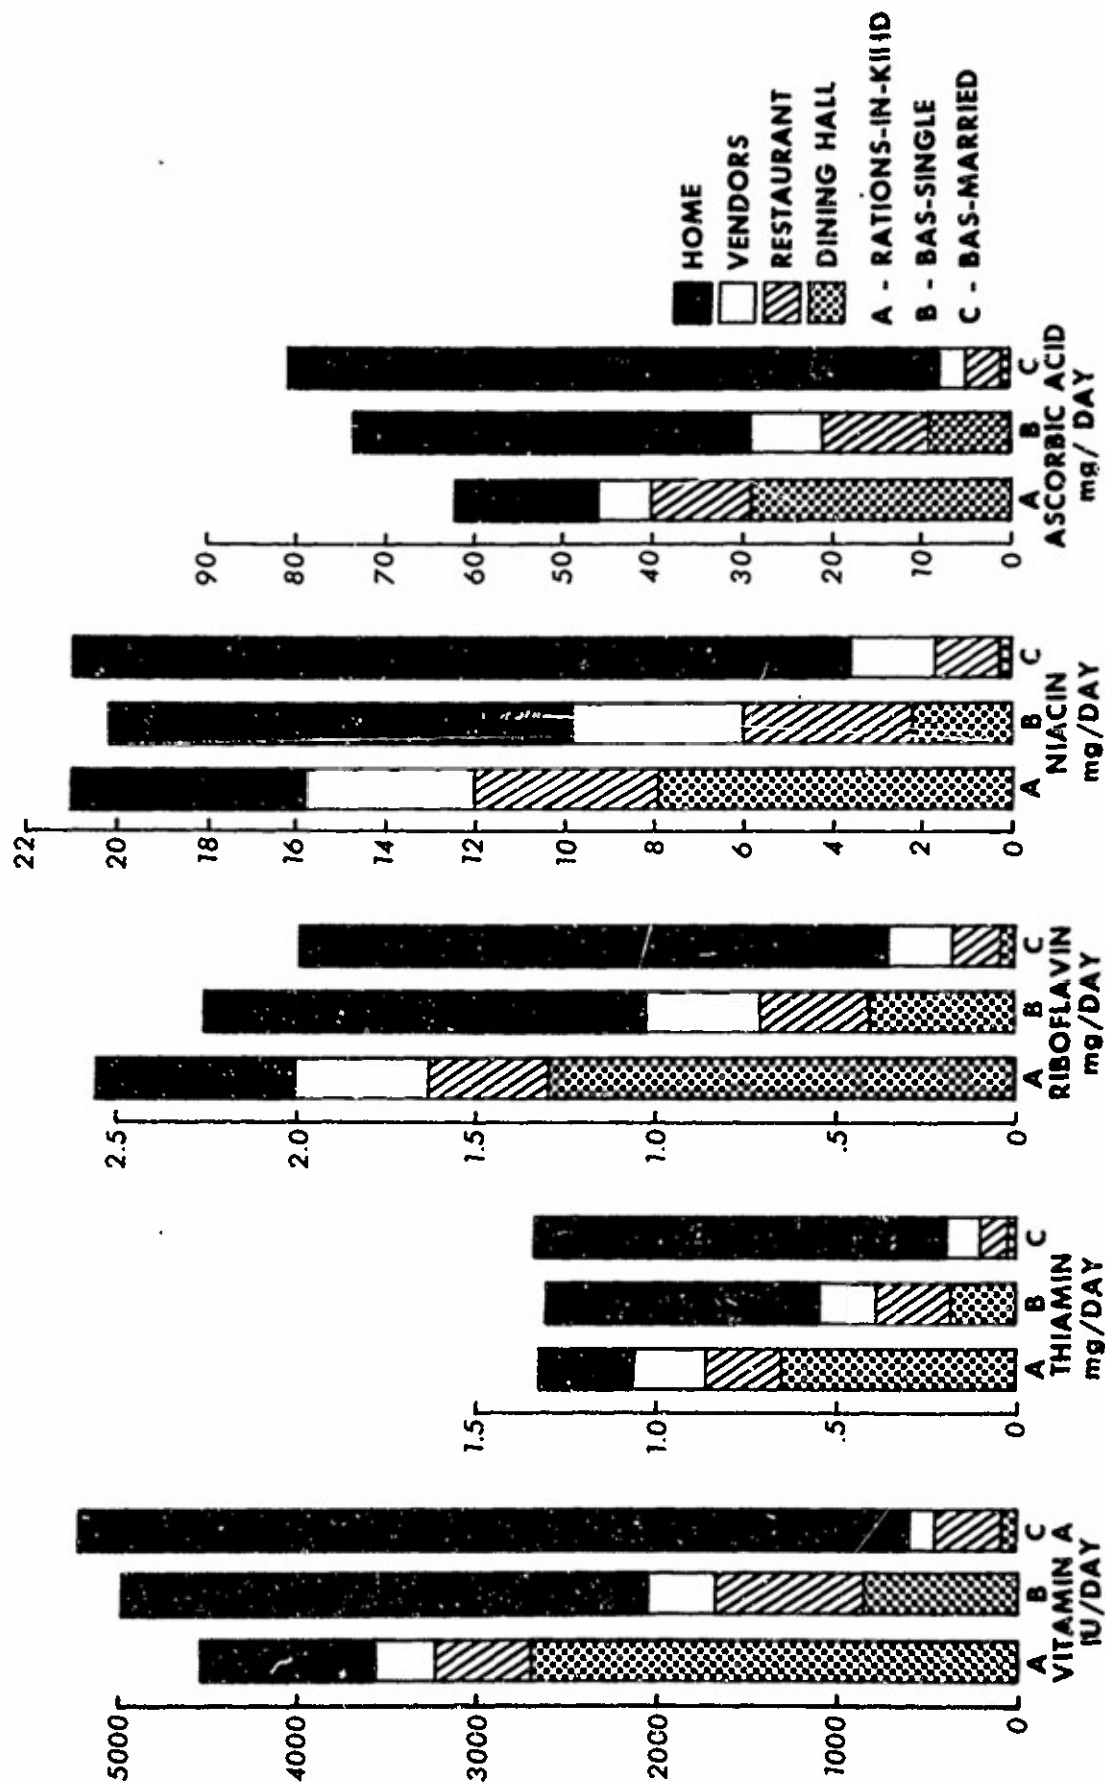 5000
4000
3000
2000
1000
0
A B C
VITAMIN A
IU/DAY
1.5
1.0
.5
0
A B C
THIAMIN
mg/DAY
2.5
2.0
1.5
1.0
.5
0
A B C
RIBOFLAVIN
mg/DAY
22
20
18
16
14
12
10
8
6
4
2
0
A B C
NIACIN
mg/DAY
90
80
70
60
50
40
30
20
10
0
A B C
ASCORBIC ACID
mg/DAY
HOME
VENDORS
RESTAURANT
DINING HALL
A - RATIONS-IN-KIND
B - BAS-SINGLE
C - BAS-MARRIED